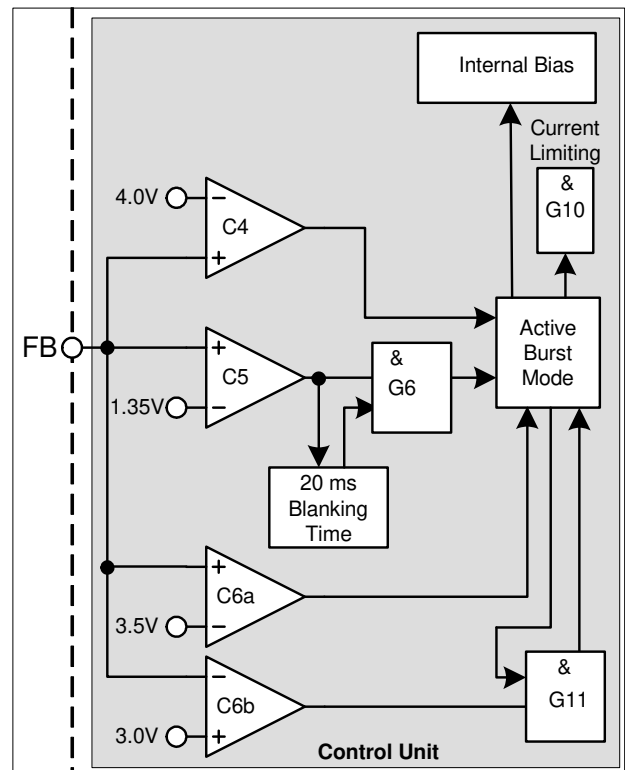 Internal Bias
Current
Limiting
&
G10
4.0V
−
C4
+
FB
+
C5
−
1.35V
&
G6
Active
Burst
Mode
20 ms
Blanking
Time
+
C6a
−
3.5V
−
C6b
+
3.0V
&
G11
Control Unit